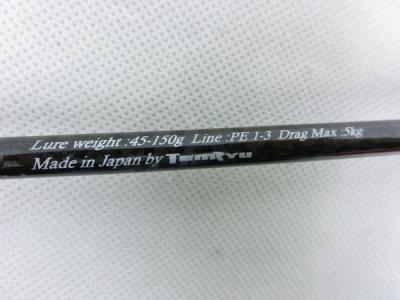 Lure weight :45-150g Line :PE 1-3 Drag Max :5kg
Made in Japan by TenRyu